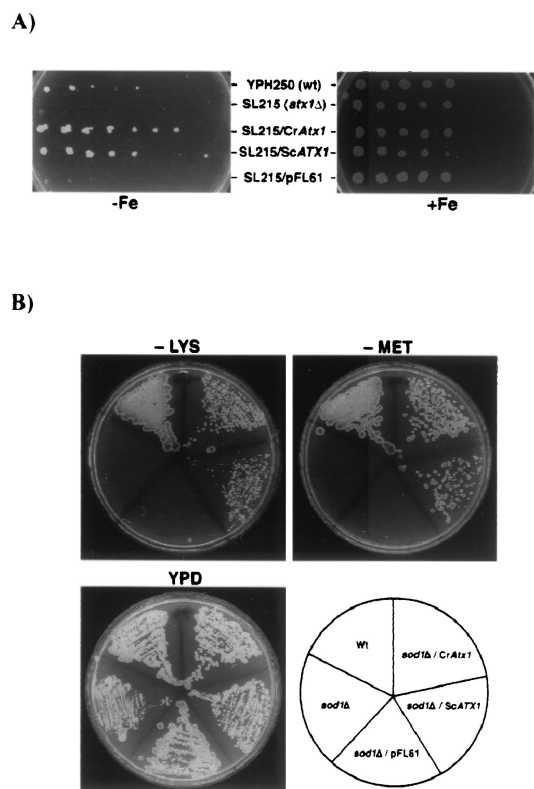 A)
YPH250 (wt)
SL215 (atx1Δ)
SL215/CrAtx1
SL215/ScATX1
SL215/pFL61
-Fe
+Fe
B)
- LYS
- MET
YPD
Wt
sod1Δ / CrAtx1
sod1Δ
sod1Δ / ScATX1
sod1Δ / pFL61